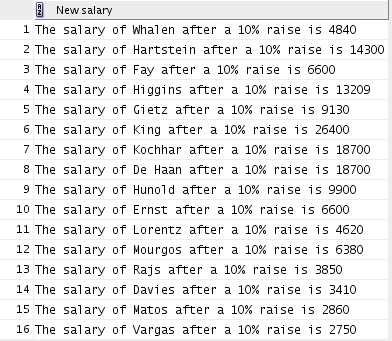 New salary
1 The salary of Whalen after a 10% raise is 4840
2 The salary of Hartstein after a 10% raise is 14300
3 The salary of Fay after a 10% raise is 6600
4 The salary of Higgins after a 10% raise is 13209
5 The salary of Gietz after a 10% raise is 9130
6 The salary of King after a 10% raise is 26400
7 The salary of Kochhar after a 10% raise is 18700
8 The salary of De Haan after a 10% raise is 18700
9 The salary of Hunold after a 10% raise is 9900
10 The salary of Ernst after a 10% raise is 6600
11 The salary of Lorentz after a 10% raise is 4620
12 The salary of Mourgos after a 10% raise is 6380
13 The salary of Rajs after a 10% raise is 3850
14 The salary of Davies after a 10% raise is 3410
15 The salary of Matos after a 10% raise is 2860
16 The salary of Vargas after a 10% raise is 2750